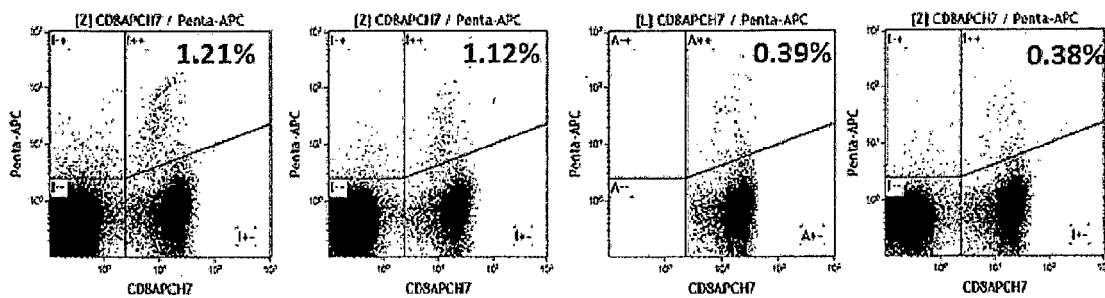 [Z] CD8APCH7 / Penta-APC
I-+
I++
1.21%
Penta-APC
I--
I+-
CD8APCH7
[Z] CD8APCH7 / Penta-APC
I-+
I++
1.12%
Penta-APC
I--
I+-
CD8APCH7
[L] CD8APCH7 / Penta-APC
A-+
A++
0.39%
Penta-APC
A--
A+-
CD8APCH7
[Z] CD8APCH7 / Penta-APC
I-+
I++
0.38%
Penta-APC
I--
I+-
CD8APCH7